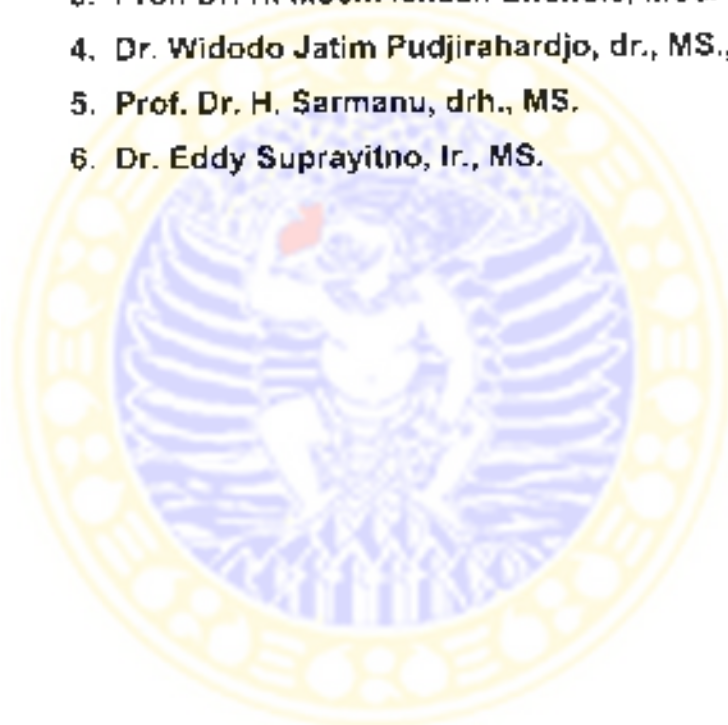 4. Dr. Widodo Jatim Pudjirahardjo, dr., MS.,
5. Prof. Dr. H. Sarmanu, drh., MS.
6. Dr. Eddy Suprayitno, Ir., MS.